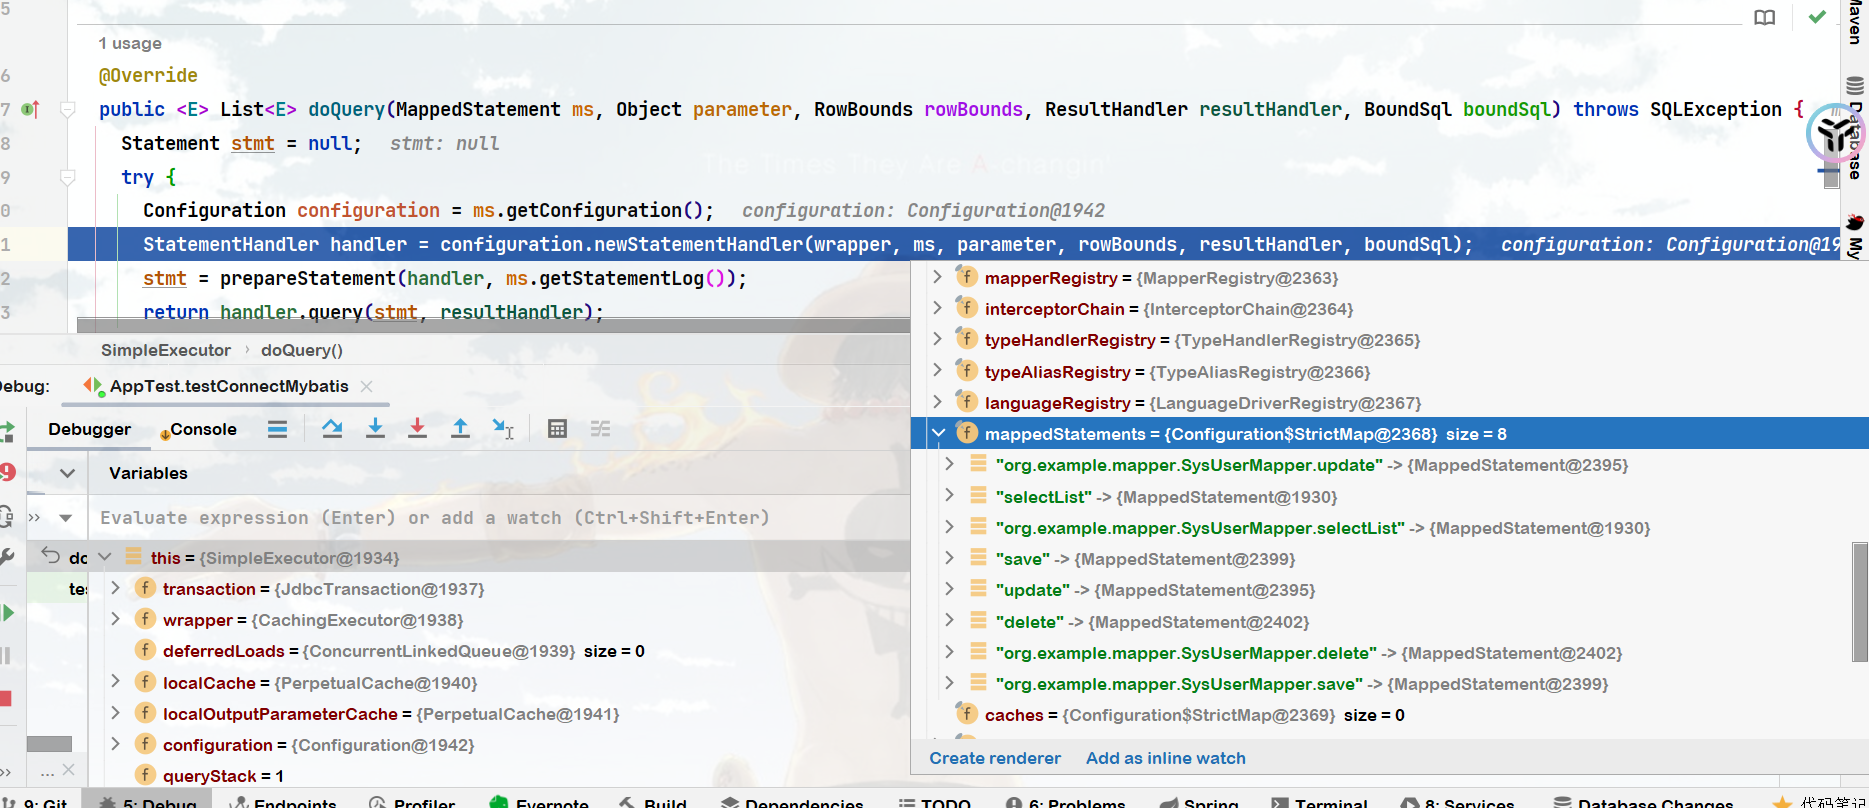 5
1 usage
6 @Override
7 public <E> List<E> doQuery(MappedStatement ms, Object parameter, RowBounds rowBounds, ResultHandler resultHandler, BoundSql boundSql) throws SQLException {
8 Statement stmt = null; stmt: null
9 try {
he Times They Are A changin'
0 Configuration configuration = ms.getConfiguration(); configuration: Configuration@1942
1 StatementHandler handler = configuration.newStatementHandler(wrapper, ms, parameter, rowBounds, resultHandler, boundSql); configuration: Configuration@19
2 stmt = prepareStatement(handler, ms.getStatementLog());
3 return handler.query(stmt, resultHandler);
SimpleExecutor › doQuery()
Debug: AppTest.testConnectMybatis
Debugger Console
Variables
Evaluate expression (Enter) or add a watch (Ctrl+Shift+Enter)
do
tes
this = {SimpleExecutor@1934}
transaction = {JdbcTransaction@1937}
wrapper = {CachingExecutor@1938}
deferredLoads = {ConcurrentLinkedQueue@1939} size = 0
localCache = {PerpetualCache@1940}
localOutputParameterCache = {PerpetualCache@1941}
configuration = {Configuration@1942}
queryStack = 1
...
mapperRegistry = {MapperRegistry@2363}
interceptorChain = {InterceptorChain@2364}
typeHandlerRegistry = {TypeHandlerRegistry@2365}
typeAliasRegistry = {TypeAliasRegistry@2366}
languageRegistry = {LanguageDriverRegistry@2367}
mappedStatements = {Configuration$StrictMap@2368} size = 8
"org.example.mapper.SysUserMapper.update" -> {MappedStatement@2395}
"selectList" -> {MappedStatement@1930}
"org.example.mapper.SysUserMapper.selectList" -> {MappedStatement@1930}
"save" -> {MappedStatement@2399}
"update" -> {MappedStatement@2395}
"delete" -> {MappedStatement@2402}
"org.example.mapper.SysUserMapper.delete" -> {MappedStatement@2402}
"org.example.mapper.SysUserMapper.save" -> {MappedStatement@2399}
caches = {Configuration$StrictMap@2369} size = 0
Create renderer Add as inline watch
Maven
Database
My
9: Git 5: Debug Endpoints Profiler Evernote Build Dependencies TODO 6: Problems Spring Terminal 8: Services Database Changes 代码笔记